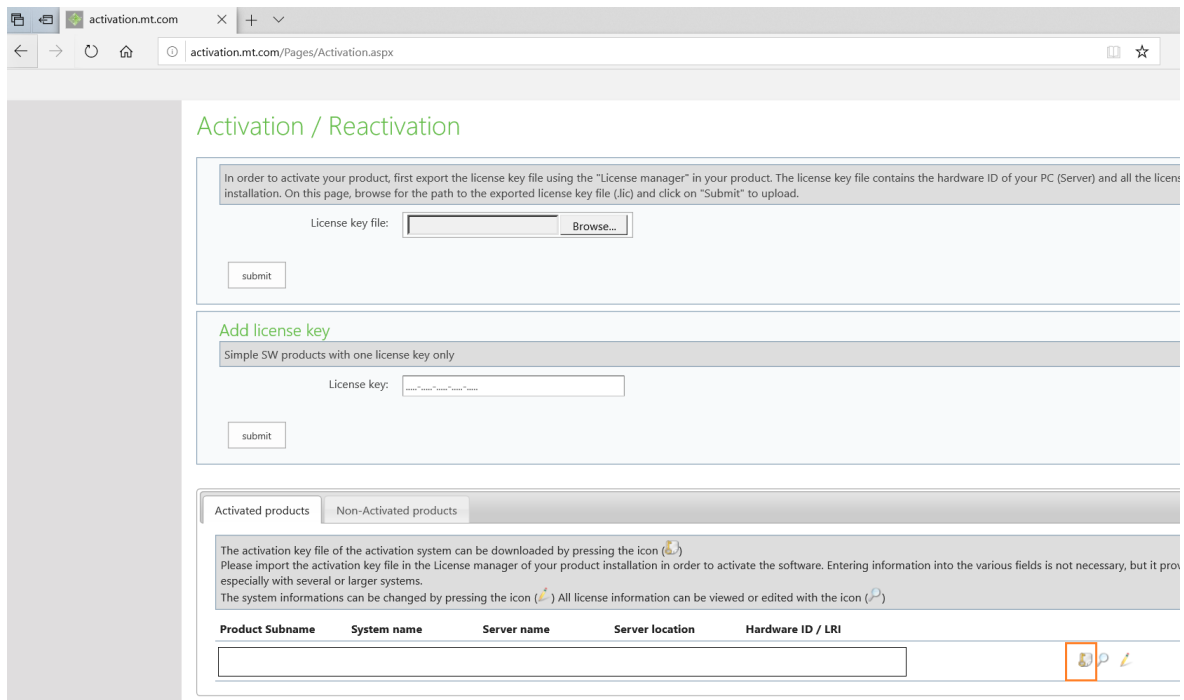 activation.mt.com
activation.mt.com/Pages/Activation.aspx
Activation / Reactivation
In order to activate your product, first export the license key file using the "License manager" in your product. The license key file contains the hardware ID of your PC (Server) and all the licens
installation. On this page, browse for the path to the exported license key file (.lic) and click on "Submit" to upload.
License key file:
Browse...
submit
Add license key
Simple SW products with one license key only
License key:
.....-.....-.....-.....-.....
submit
Activated products Non-Activated products
The activation key file of the activation system can be downloaded by pressing the icon ( )
Please import the activation key file in the License manager of your product installation in order to activate the software. Entering information into the various fields is not necessary, but it prov
especially with several or larger systems.
The system informations can be changed by pressing the icon ( ) All license information can be viewed or edited with the icon ( )
Product Subname System name Server name Server location Hardware ID / LRI